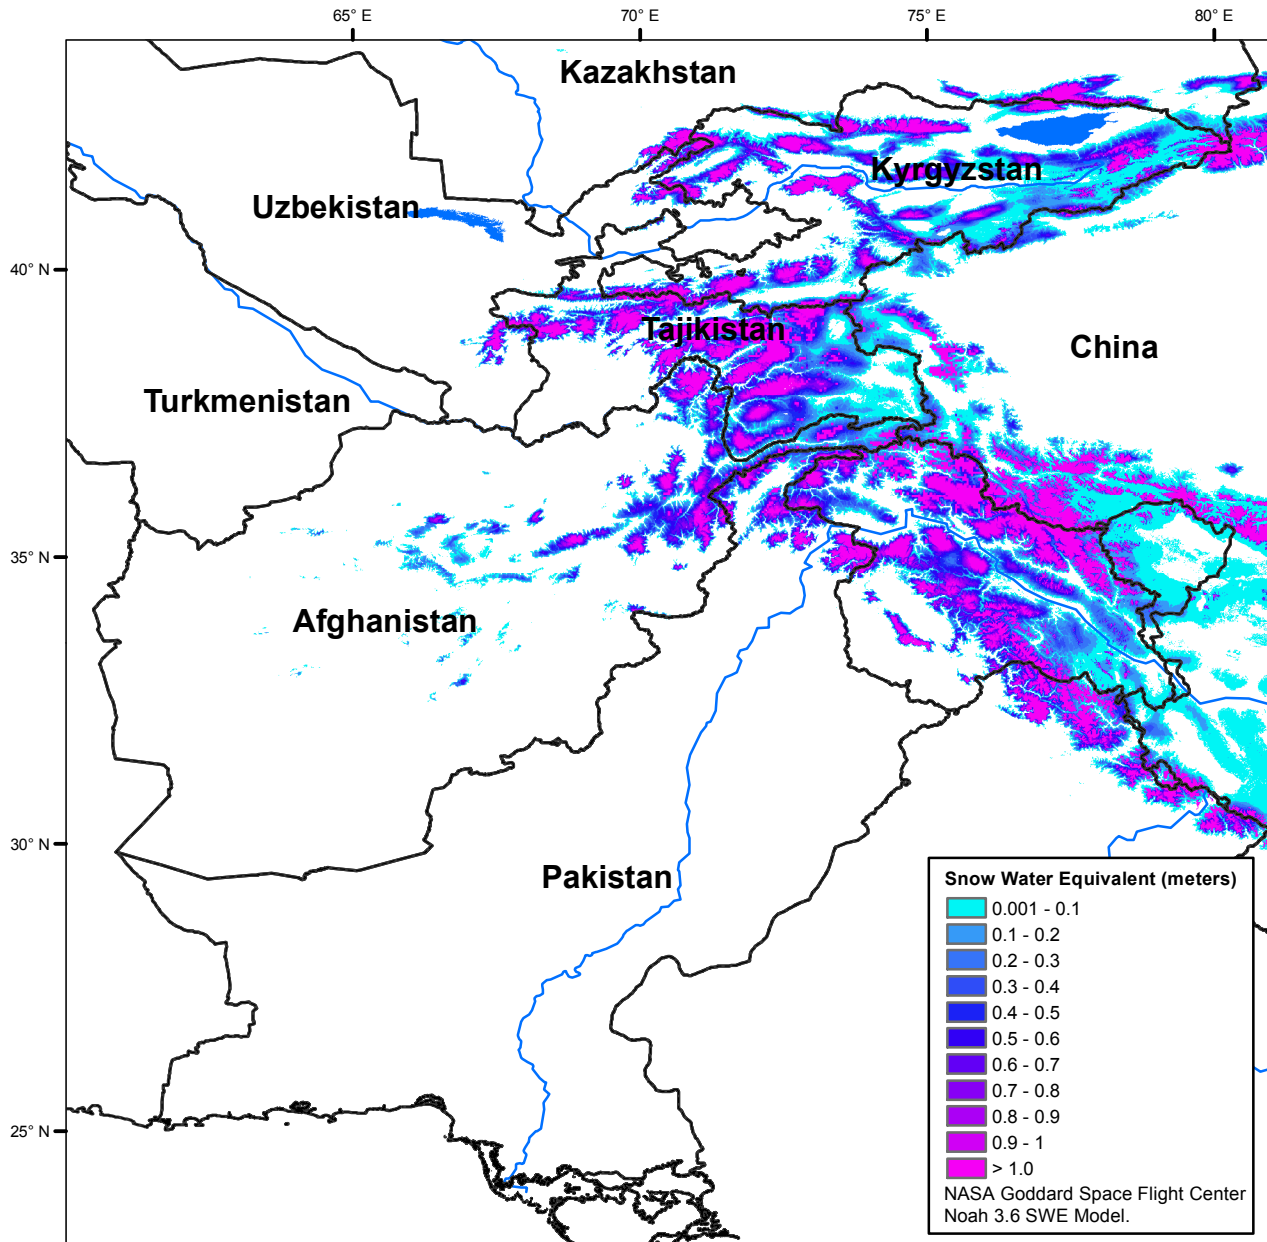 65° E
70° E
75° E
80° E
Kazakhstan
Kyrgyzstan
Uzbekistan
40° N
Tajikistan
China
Turkmenistan
35° N
Afghanistan
30° N
Pakistan
25° N
Snow Water Equivalent (meters)
0.001 - 0.1
0.1 - 0.2
0.2 - 0.3
0.3 - 0.4
0.4 - 0.5
0.5 - 0.6
0.6 - 0.7
0.7 - 0.8
0.8 - 0.9
0.9 - 1
> 1.0
NASA Goddard Space Flight Center
Noah 3.6 SWE Model.